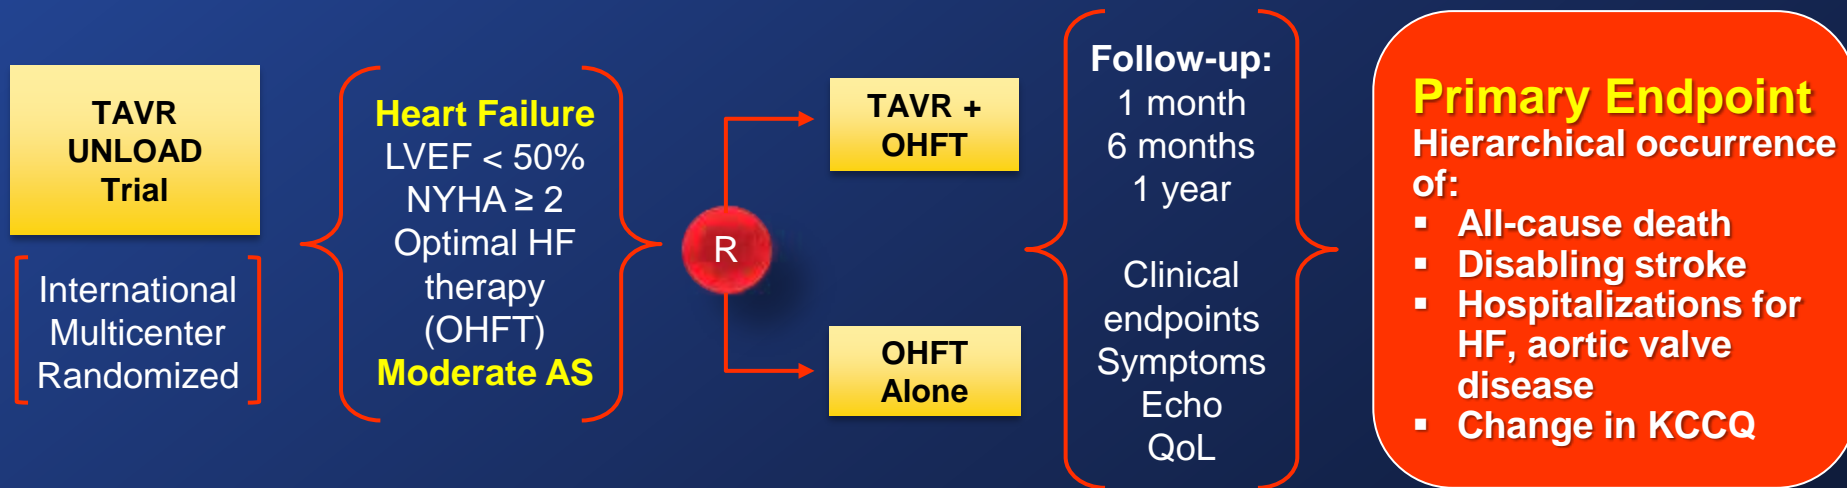 TAVR
UNLOAD
Trial
International
Multicenter
Randomized
Heart Failure
LVEF < 50%
NYHA ≥ 2
Optimal HF
therapy
(OHFT)
Moderate AS
R
TAVR +
OHFT
OHFT
Alone
Follow-up:
1 month
6 months
1 year
Clinical
endpoints
Symptoms
Echo
QoL
Primary Endpoint
Hierarchical occurrence
of:
▪ All-cause death
▪ Disabling stroke
▪ Hospitalizations for
HF, aortic valve
disease
▪ Change in KCCQ